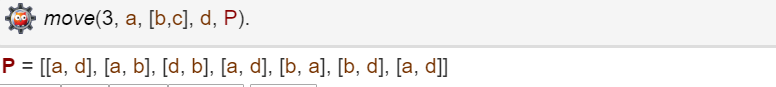 move(3, a, [b,c], d, P).
P = [[a, d], [a, b], [d, b], [a, d], [b, a], [b, d], [a, d]]